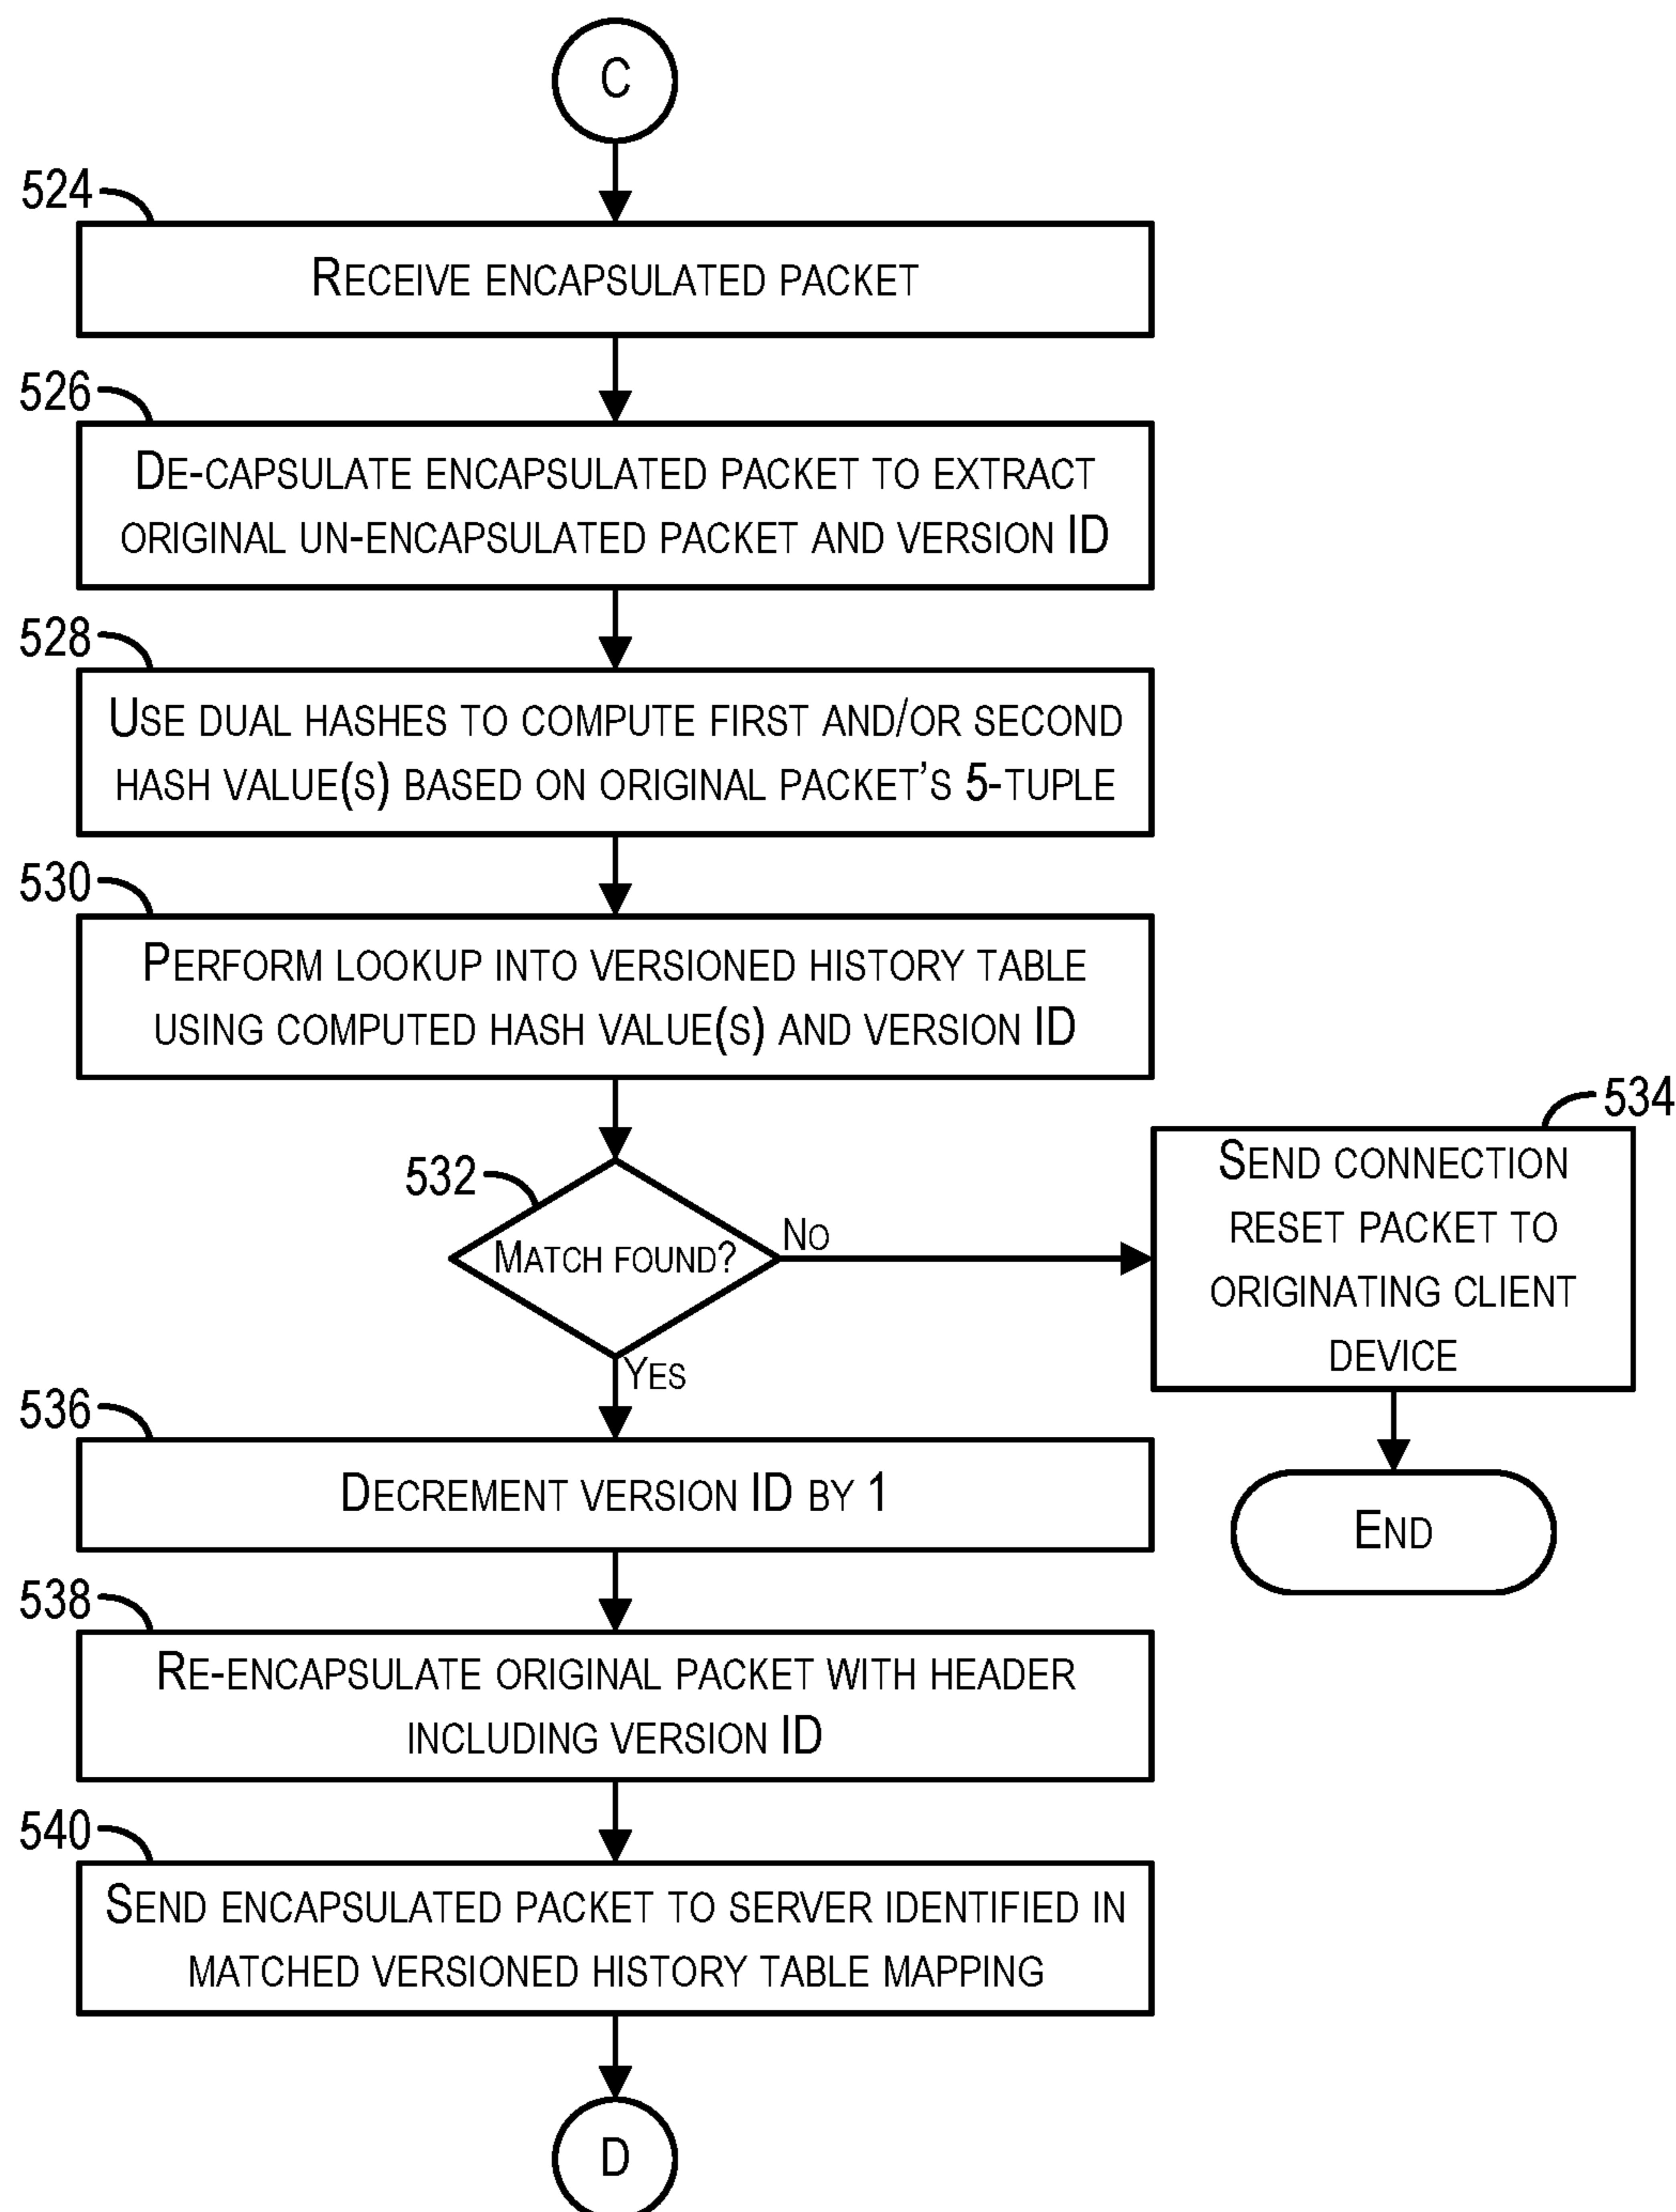 C
524
RECEIVE ENCAPSULATED PACKET
526
DE-CAPSULATE ENCAPSULATED PACKET TO EXTRACT
ORIGINAL UN-ENCAPSULATED PACKET AND VERSION ID
528
USE DUAL HASHES TO COMPUTE FIRST AND/OR SECOND
HASH VALUE(S) BASED ON ORIGINAL PACKET'S 5-TUPLE
530
PERFORM LOOKUP INTO VERSIONED HISTORY TABLE
USING COMPUTED HASH VALUE(S) AND VERSION ID
532
MATCH FOUND?
NO
534
SEND CONNECTION
RESET PACKET TO
ORIGINATING CLIENT
DEVICE
END
YES
536
DECREMENT VERSION ID BY 1
538
RE-ENCAPSULATE ORIGINAL PACKET WITH HEADER
INCLUDING VERSION ID
540
SEND ENCAPSULATED PACKET TO SERVER IDENTIFIED IN
MATCHED VERSIONED HISTORY TABLE MAPPING
D